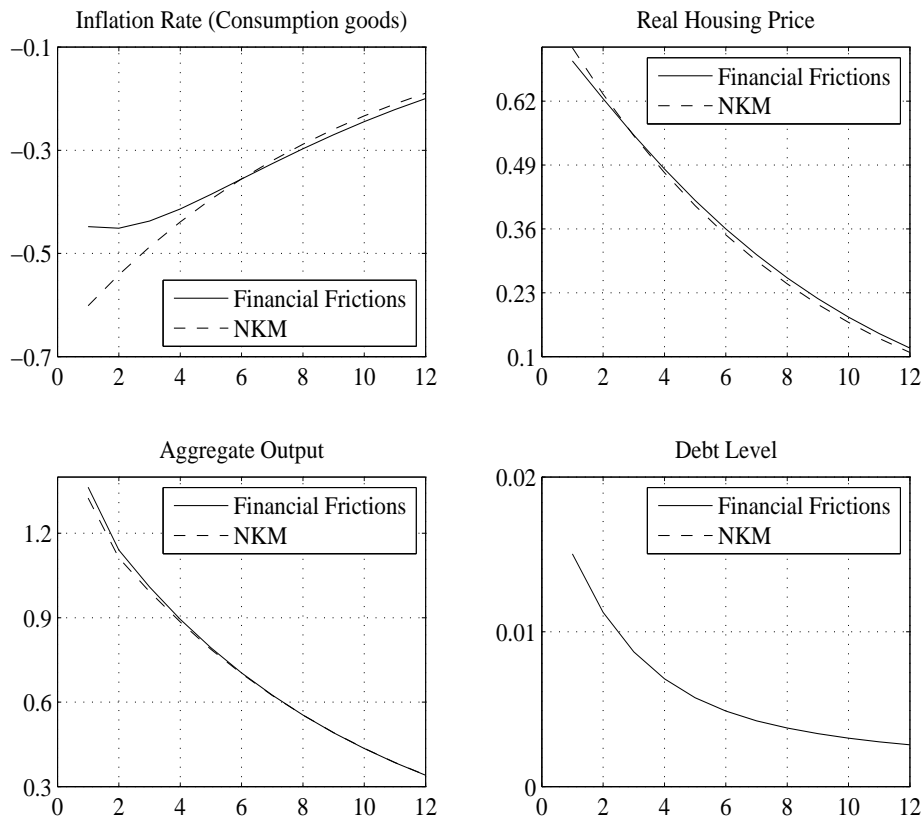 Inflation Rate (Consumption goods)
−0.1
−0.3
−0.5
−0.7
0 2 4 6 8 10 12
Financial Frictions
NKM
Real Housing Price
0.62
0.49
0.36
0.23
0.1
0 2 4 6 8 10 12
Financial Frictions
NKM
Aggregate Output
1.2
0.9
0.6
0.3
0 2 4 6 8 10 12
Financial Frictions
NKM
Debt Level
0.02
0.01
0
0 2 4 6 8 10 12
Financial Frictions
NKM